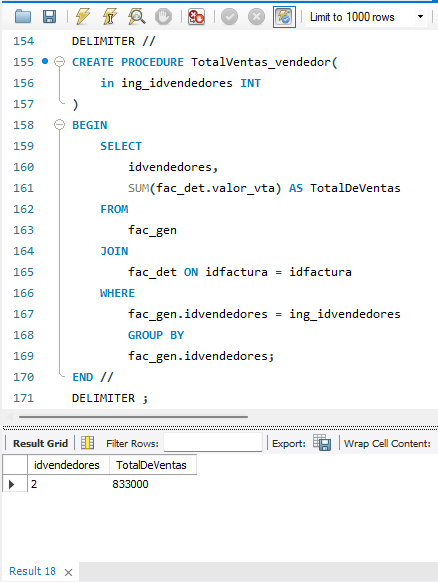 Limit to 1000 rows
154 DELIMITER //
155 CREATE PROCEDURE TotalVentas_vendedor(
156 in ing_idvendedores INT
157 )
158 BEGIN
159 SELECT
160 idvendedores,
161 SUM(fac_det.valor_vta) AS TotalDeVentas
162 FROM
163 fac_gen
164 JOIN
165 fac_det ON idfactura = idfactura
166 WHERE
167 fac_gen.idvendedores = ing_idvendedores
168 GROUP BY
169 fac_gen.idvendedores;
170 END //
171 DELIMITER ;
Result Grid Filter Rows: Export: Wrap Cell Content:
idvendedores TotalDeVentas
2 833000
Result 18 x